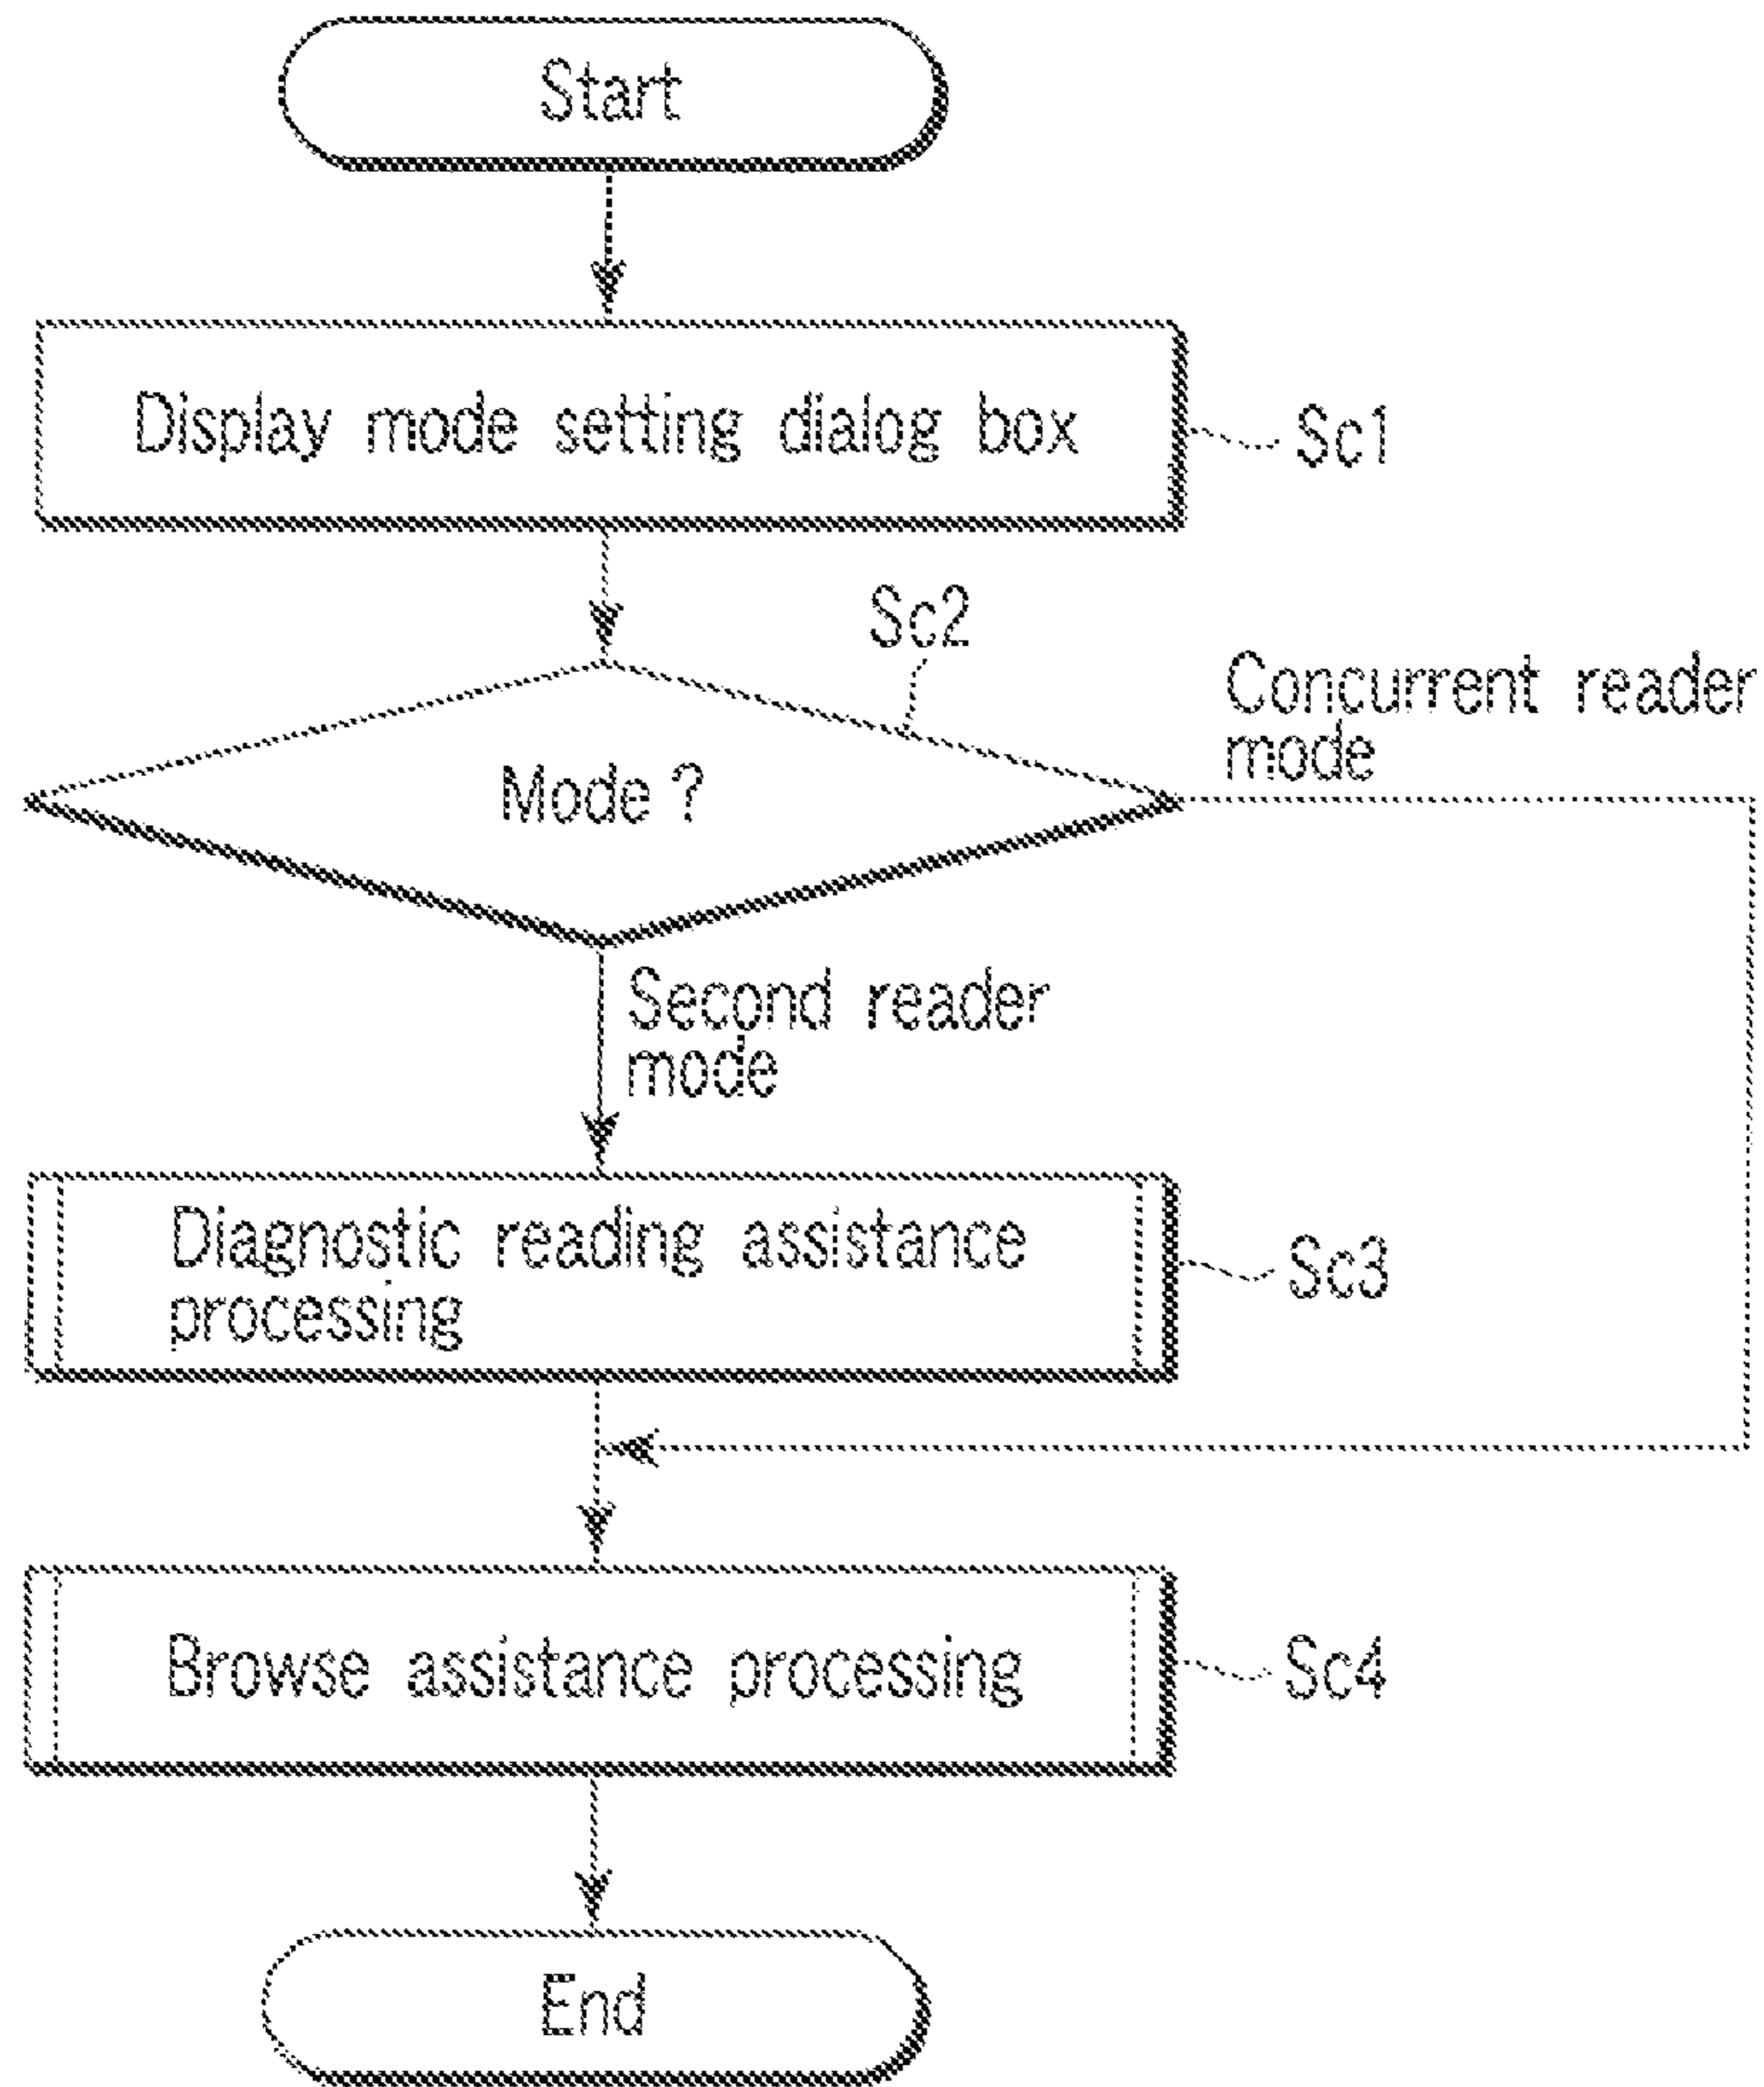 Start
Display mode setting dialog box
Sc1
Sc2
Concurrent reader
mode
Mode ?
Second reader
mode
Diagnostic reading assistance
processing
Sc3
Browse assistance processing
Sc4
End